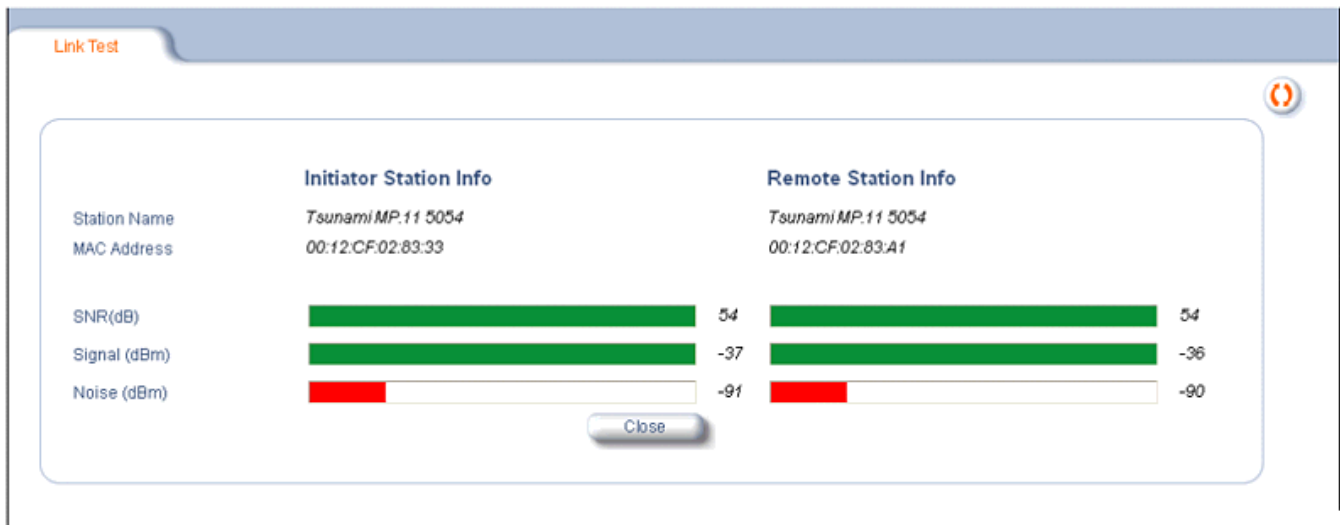 Link Test
Initiator Station Info Remote Station Info
Station Name Tsunami MP.11 5054 Tsunami MP.11 5054
MAC Address 00:12:CF:02:83:33 00:12:CF:02:83:A1
SNR(dB) 54 54
Signal (dBm) -37 -36
Noise (dBm) -91 -90
Close